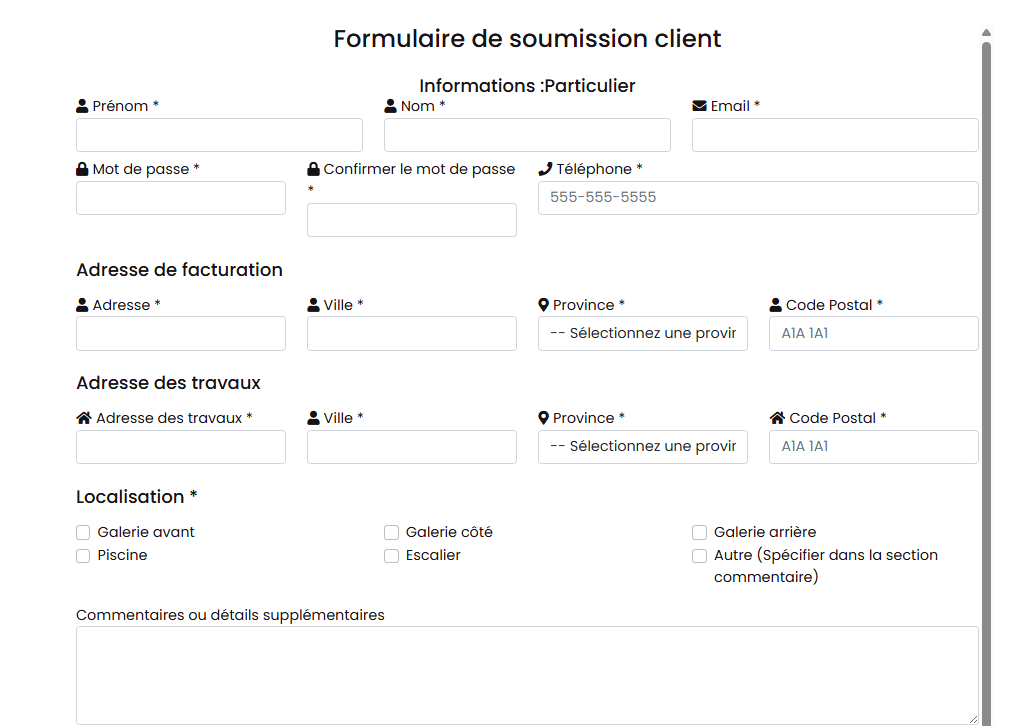 Formulaire de soumission client
Informations :Particulier
Prénom * Nom * Email *
Mot de passe * Confirmer le mot de passe * Téléphone *
555-555-5555
Adresse de facturation
Adresse * Ville * Province * Code Postal *
-- Sélectionnez une provir A1A 1A1
Adresse des travaux
Adresse des travaux * Ville * Province * Code Postal *
-- Sélectionnez une provir A1A 1A1
Localisation *
Galerie avant Galerie côté Galerie arrière
Piscine Escalier Autre (Spécifier dans la section
commentaire)
Commentaires ou détails supplémentaires